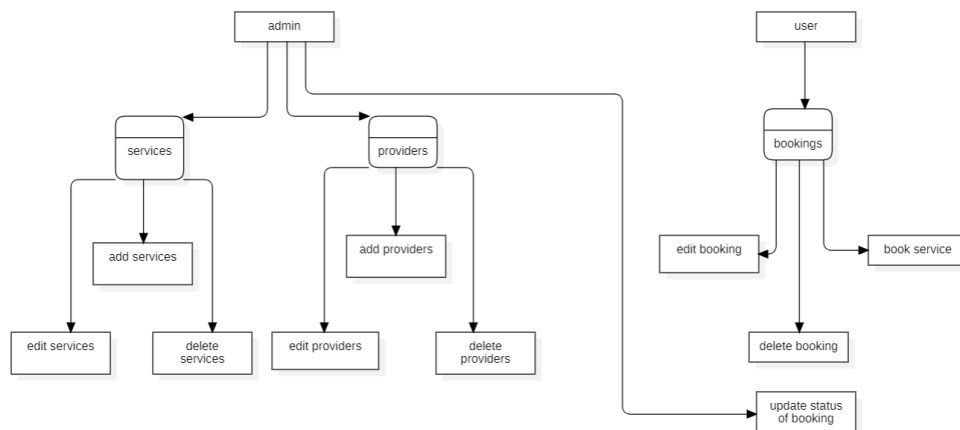 admin
user
services
providers
bookings
add services
add providers
edit booking
book service
edit services
delete
services
edit providers
delete
providers
delete booking
update status
of booking